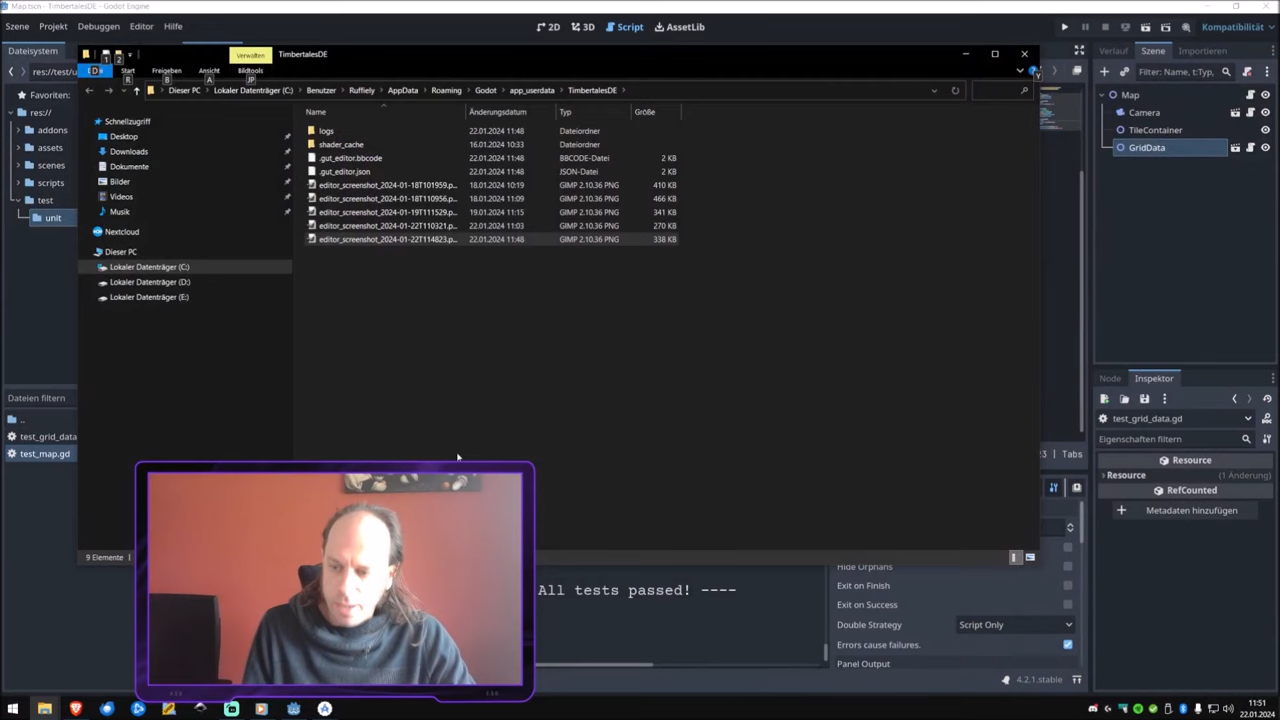 Map.tscn - TimbertalesDE - Godot Engine
Szene Projekt Debuggen Editor Hilfe
2D 3D Script AssetLib
Kompatibilität
Dateisystem
res://test/u
Favoriten:
res://
addons
assets
scenes
scripts
test
unit
Dateien filtern
..
test_grid_data
test_map.gd
Verwalten
TimbertalesDE
1 2
D Start Freigeben Ansicht Bildtools
R B A JP Y
Dieser PC Lokaler Datenträger (C:) Benutzer Ruffiely AppData Roaming Godot app_userdata TimbertalesDE
Schnellzugriff
Desktop
Downloads
Dokumente
Bilder
Videos
Musik
Nextcloud
Dieser PC
Lokaler Datenträger (C:)
Lokaler Datenträger (D:)
Lokaler Datenträger (E:)
Name Änderungsdatum Typ Größe
logs 22.01.2024 11:48 Dateiordner
shader_cache 16.01.2024 10:33 Dateiordner
.gut_editor.bbcode 22.01.2024 11:48 BBCODE-Datei 2 KB
.gut_editor.json 22.01.2024 11:48 JSON-Datei 2 KB
editor_screenshot_2024-01-18T101959.p... 18.01.2024 10:19 GIMP 2.10.36 PNG 410 KB
editor_screenshot_2024-01-18T110956.p... 18.01.2024 11:09 GIMP 2.10.36 PNG 466 KB
editor_screenshot_2024-01-19T111529.p... 19.01.2024 11:15 GIMP 2.10.36 PNG 341 KB
editor_screenshot_2024-01-22T110321.p... 22.01.2024 11:03 GIMP 2.10.36 PNG 270 KB
editor_screenshot_2024-01-22T114823.p... 22.01.2024 11:48 GIMP 2.10.36 PNG 338 KB
9 Elemente
Verlauf Szene Importieren
Filter: Name, t:Typ,
Map
Camera
TileContainer
GridData
Node Inspektor
test_grid_data.gd
Eigenschaften filtern
Resource
Resource (1 Änderung)
RefCounted
Metadaten hinzufügen
23 Tabs
All tests passed! ----
Hide Orphans
Exit on Finish
Exit on Success
Double Strategy Script Only
Errors cause failures.
Panel Output
4.2.1.stable
11:51
22.01.2024